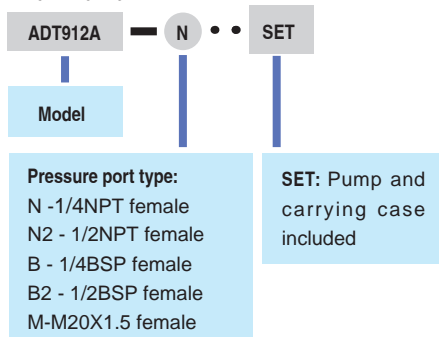 ADT912A — N • • SET
Model
Pressure port type:
N -1/4NPT female
N2 - 1/2NPT female
B - 1/4BSP female
B2 - 1/2BSP female
M-M20X1.5 female
SET: Pump and
carrying case
included